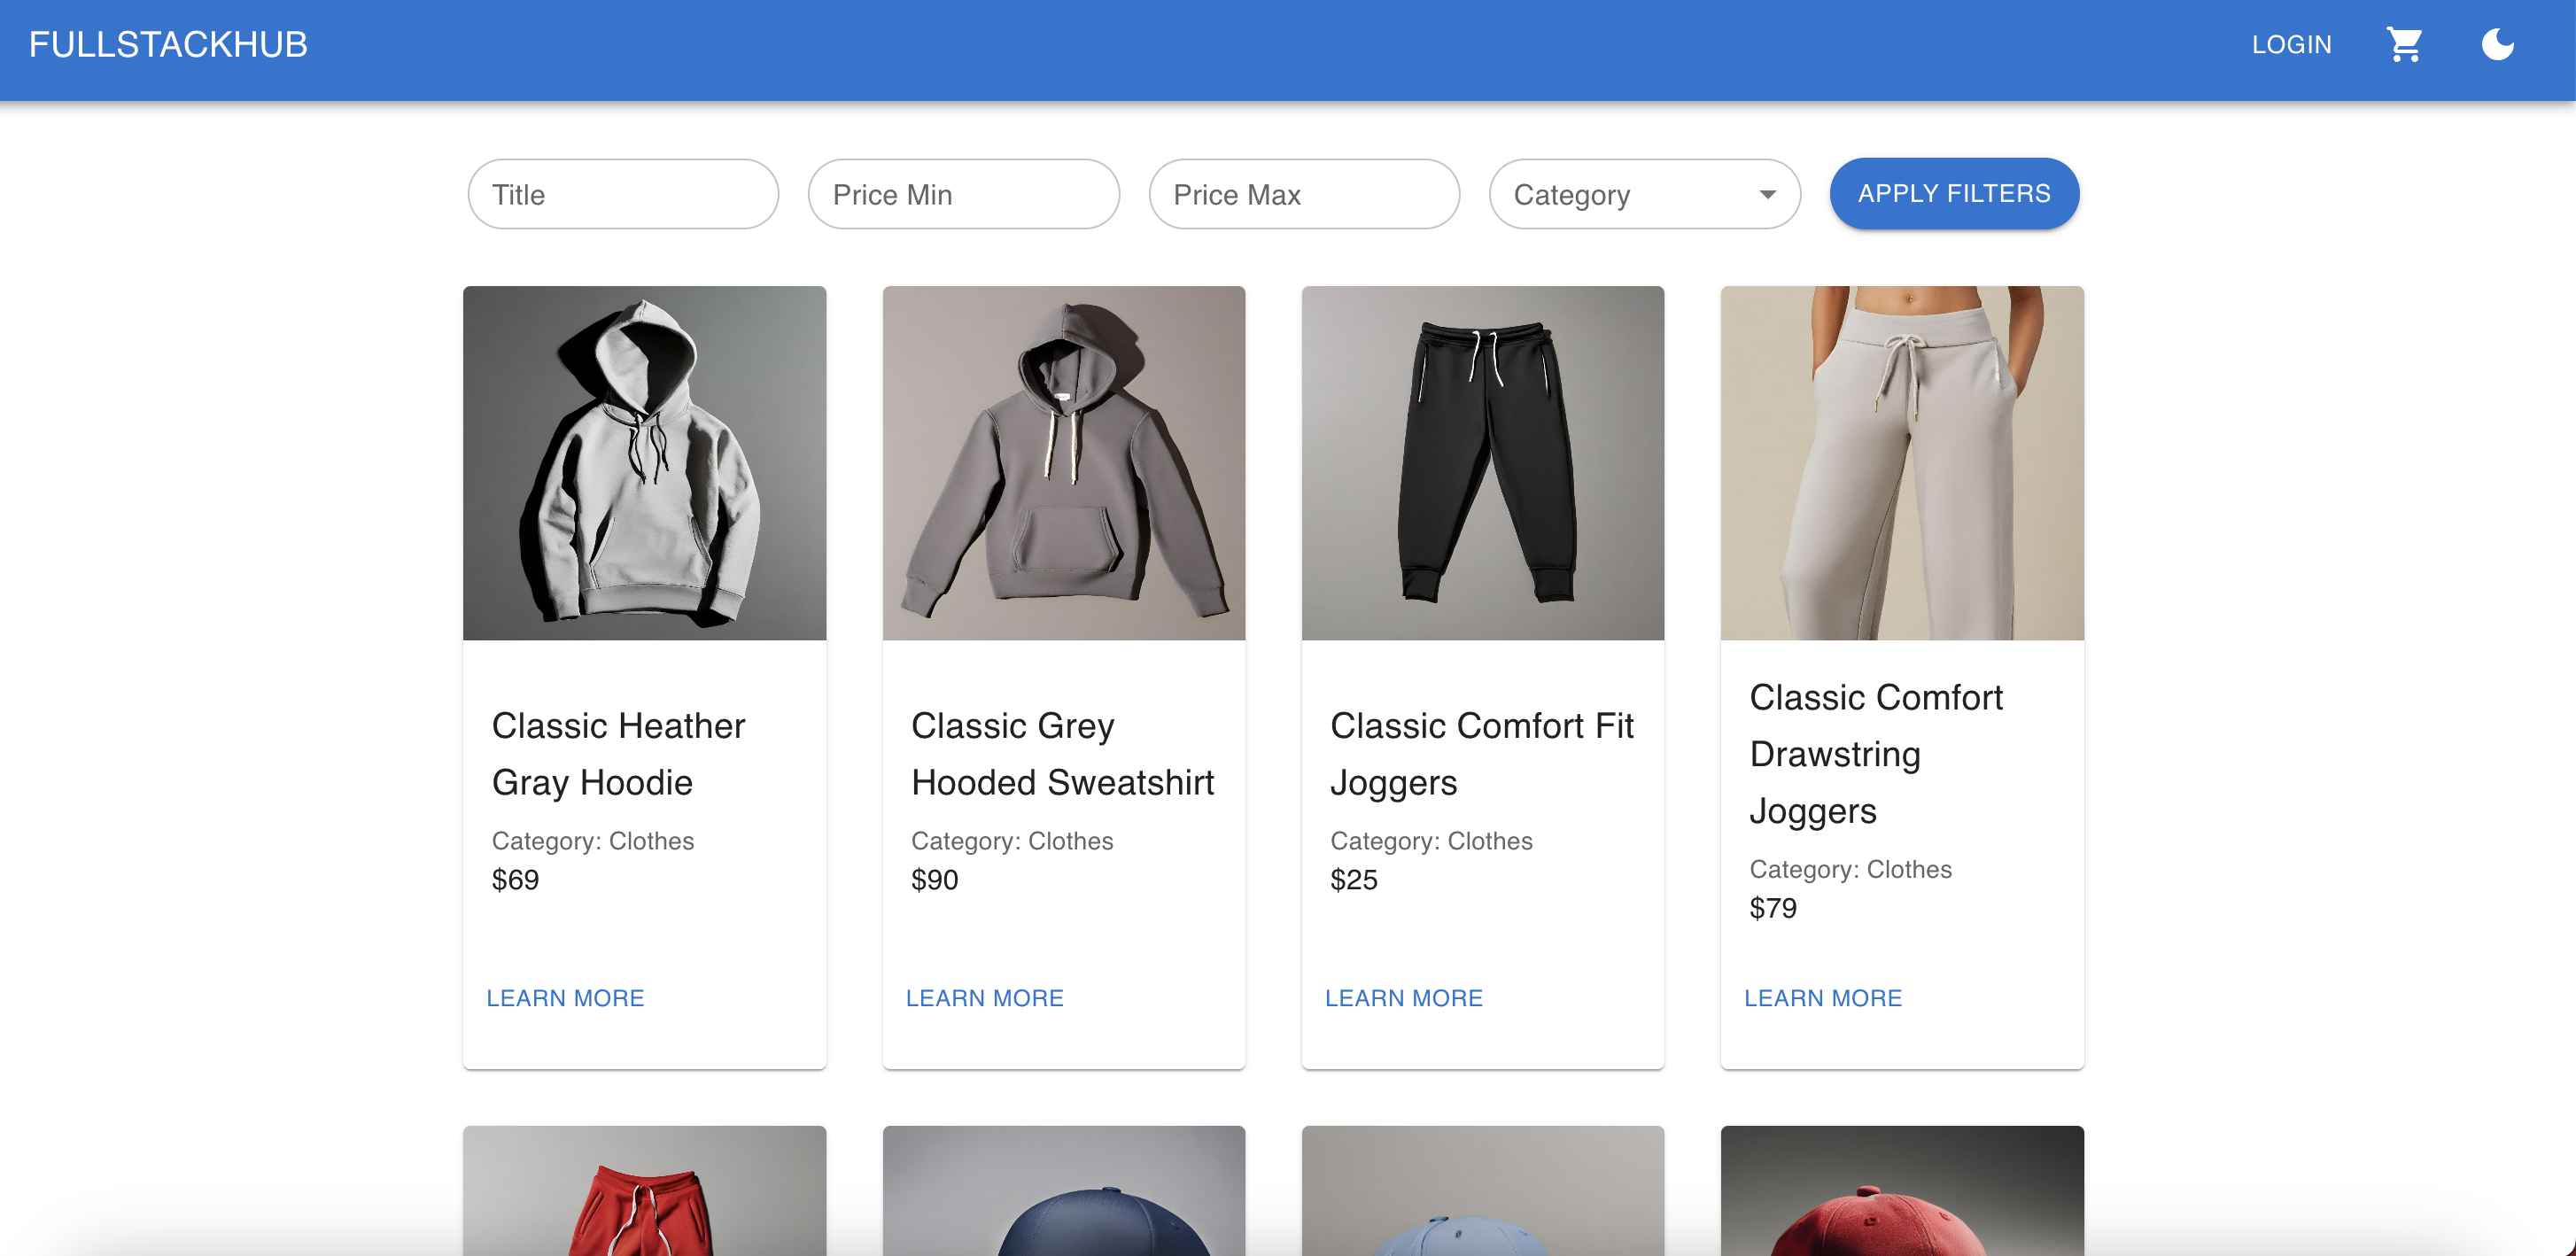 FULLSTACKHUB
LOGIN
Title
Price Min
Price Max
Category
APPLY FILTERS
Classic Heather
Gray Hoodie
Category: Clothes
$69
LEARN MORE
Classic Grey
Hooded Sweatshirt
Category: Clothes
$90
LEARN MORE
Classic Comfort Fit
Joggers
Category: Clothes
$25
LEARN MORE
Classic Comfort
Drawstring
Joggers
Category: Clothes
$79
LEARN MORE